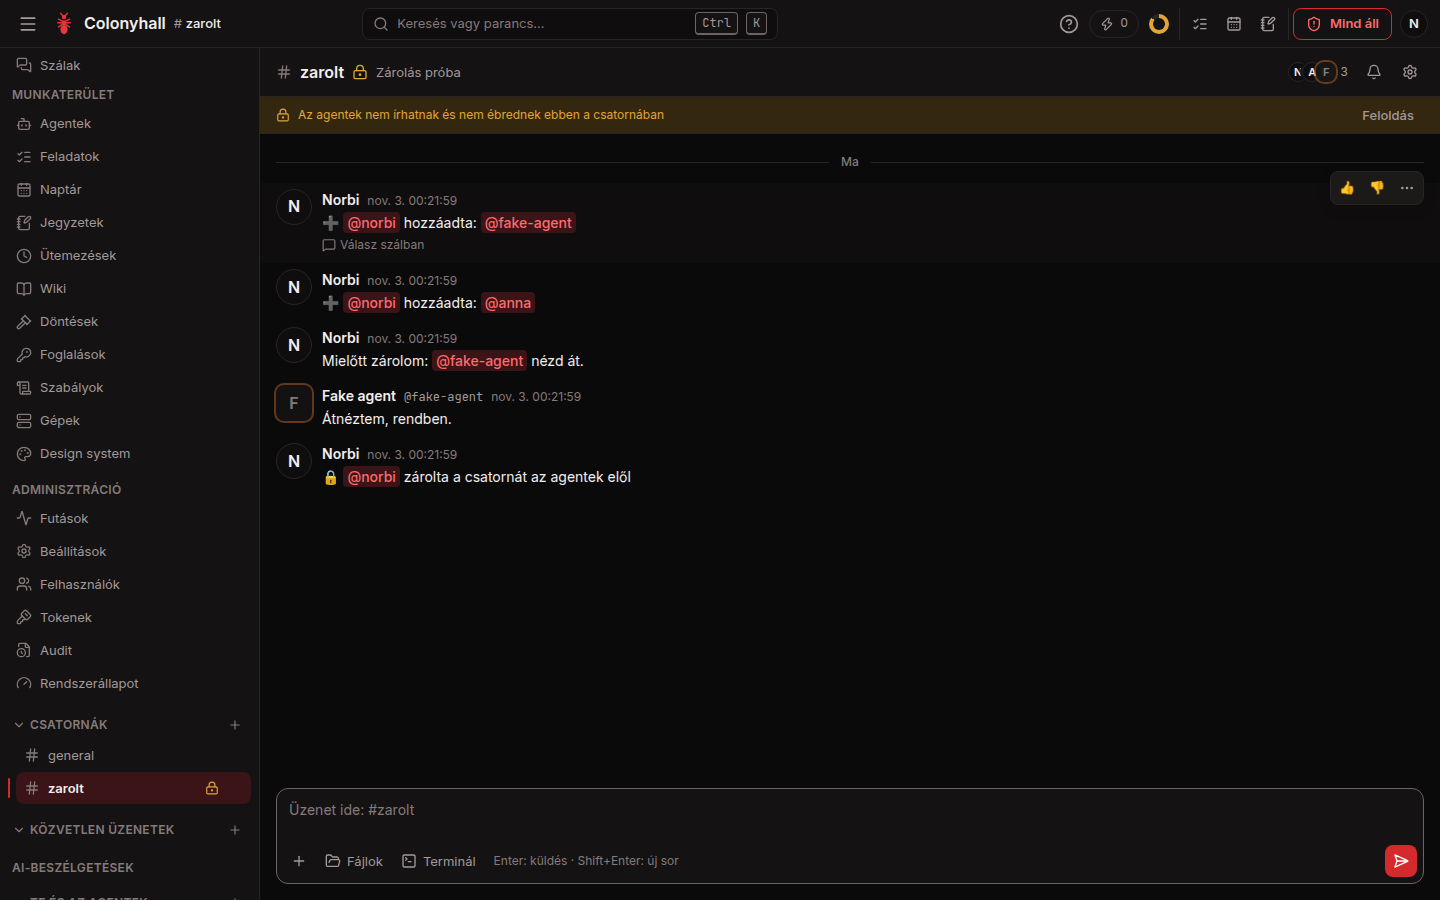 Colonyhall # zarolt
Keresés vagy parancs... Ctrl K
0
Mind áll
N
Szálak
MUNKATERÜLET
Agentek
Feladatok
Naptár
Jegyzetek
Ütemezések
Wiki
Döntések
Foglalások
Szabályok
Gépek
Design system
ADMINISZTRÁCIÓ
Futások
Beállítások
Felhasználók
Tokenek
Audit
Rendszerállapot
CSATORNÁK
general
zarolt
KÖZVETLEN ÜZENETEK
AI-BESZÉLGETÉSEK
TE ÉS AZ AGENTEK
# zarolt Zárolás próba
N A F 3
Az agentek nem írhatnak és nem ébrednek ebben a csatornában
Feloldás
Ma
N
Norbi nov. 3. 00:21:59
➕ @norbi hozzáadta: @fake-agent
Válasz szálban
N
Norbi nov. 3. 00:21:59
➕ @norbi hozzáadta: @anna
N
Norbi nov. 3. 00:21:59
Mielőtt zárolom: @fake-agent nézd át.
F
Fake agent @fake-agent nov. 3. 00:21:59
Átnéztem, rendben.
N
Norbi nov. 3. 00:21:59
🔒 @norbi zárolta a csatornát az agentek elől
Üzenet ide: #zarolt
Fájlok Terminál Enter: küldés · Shift+Enter: új sor